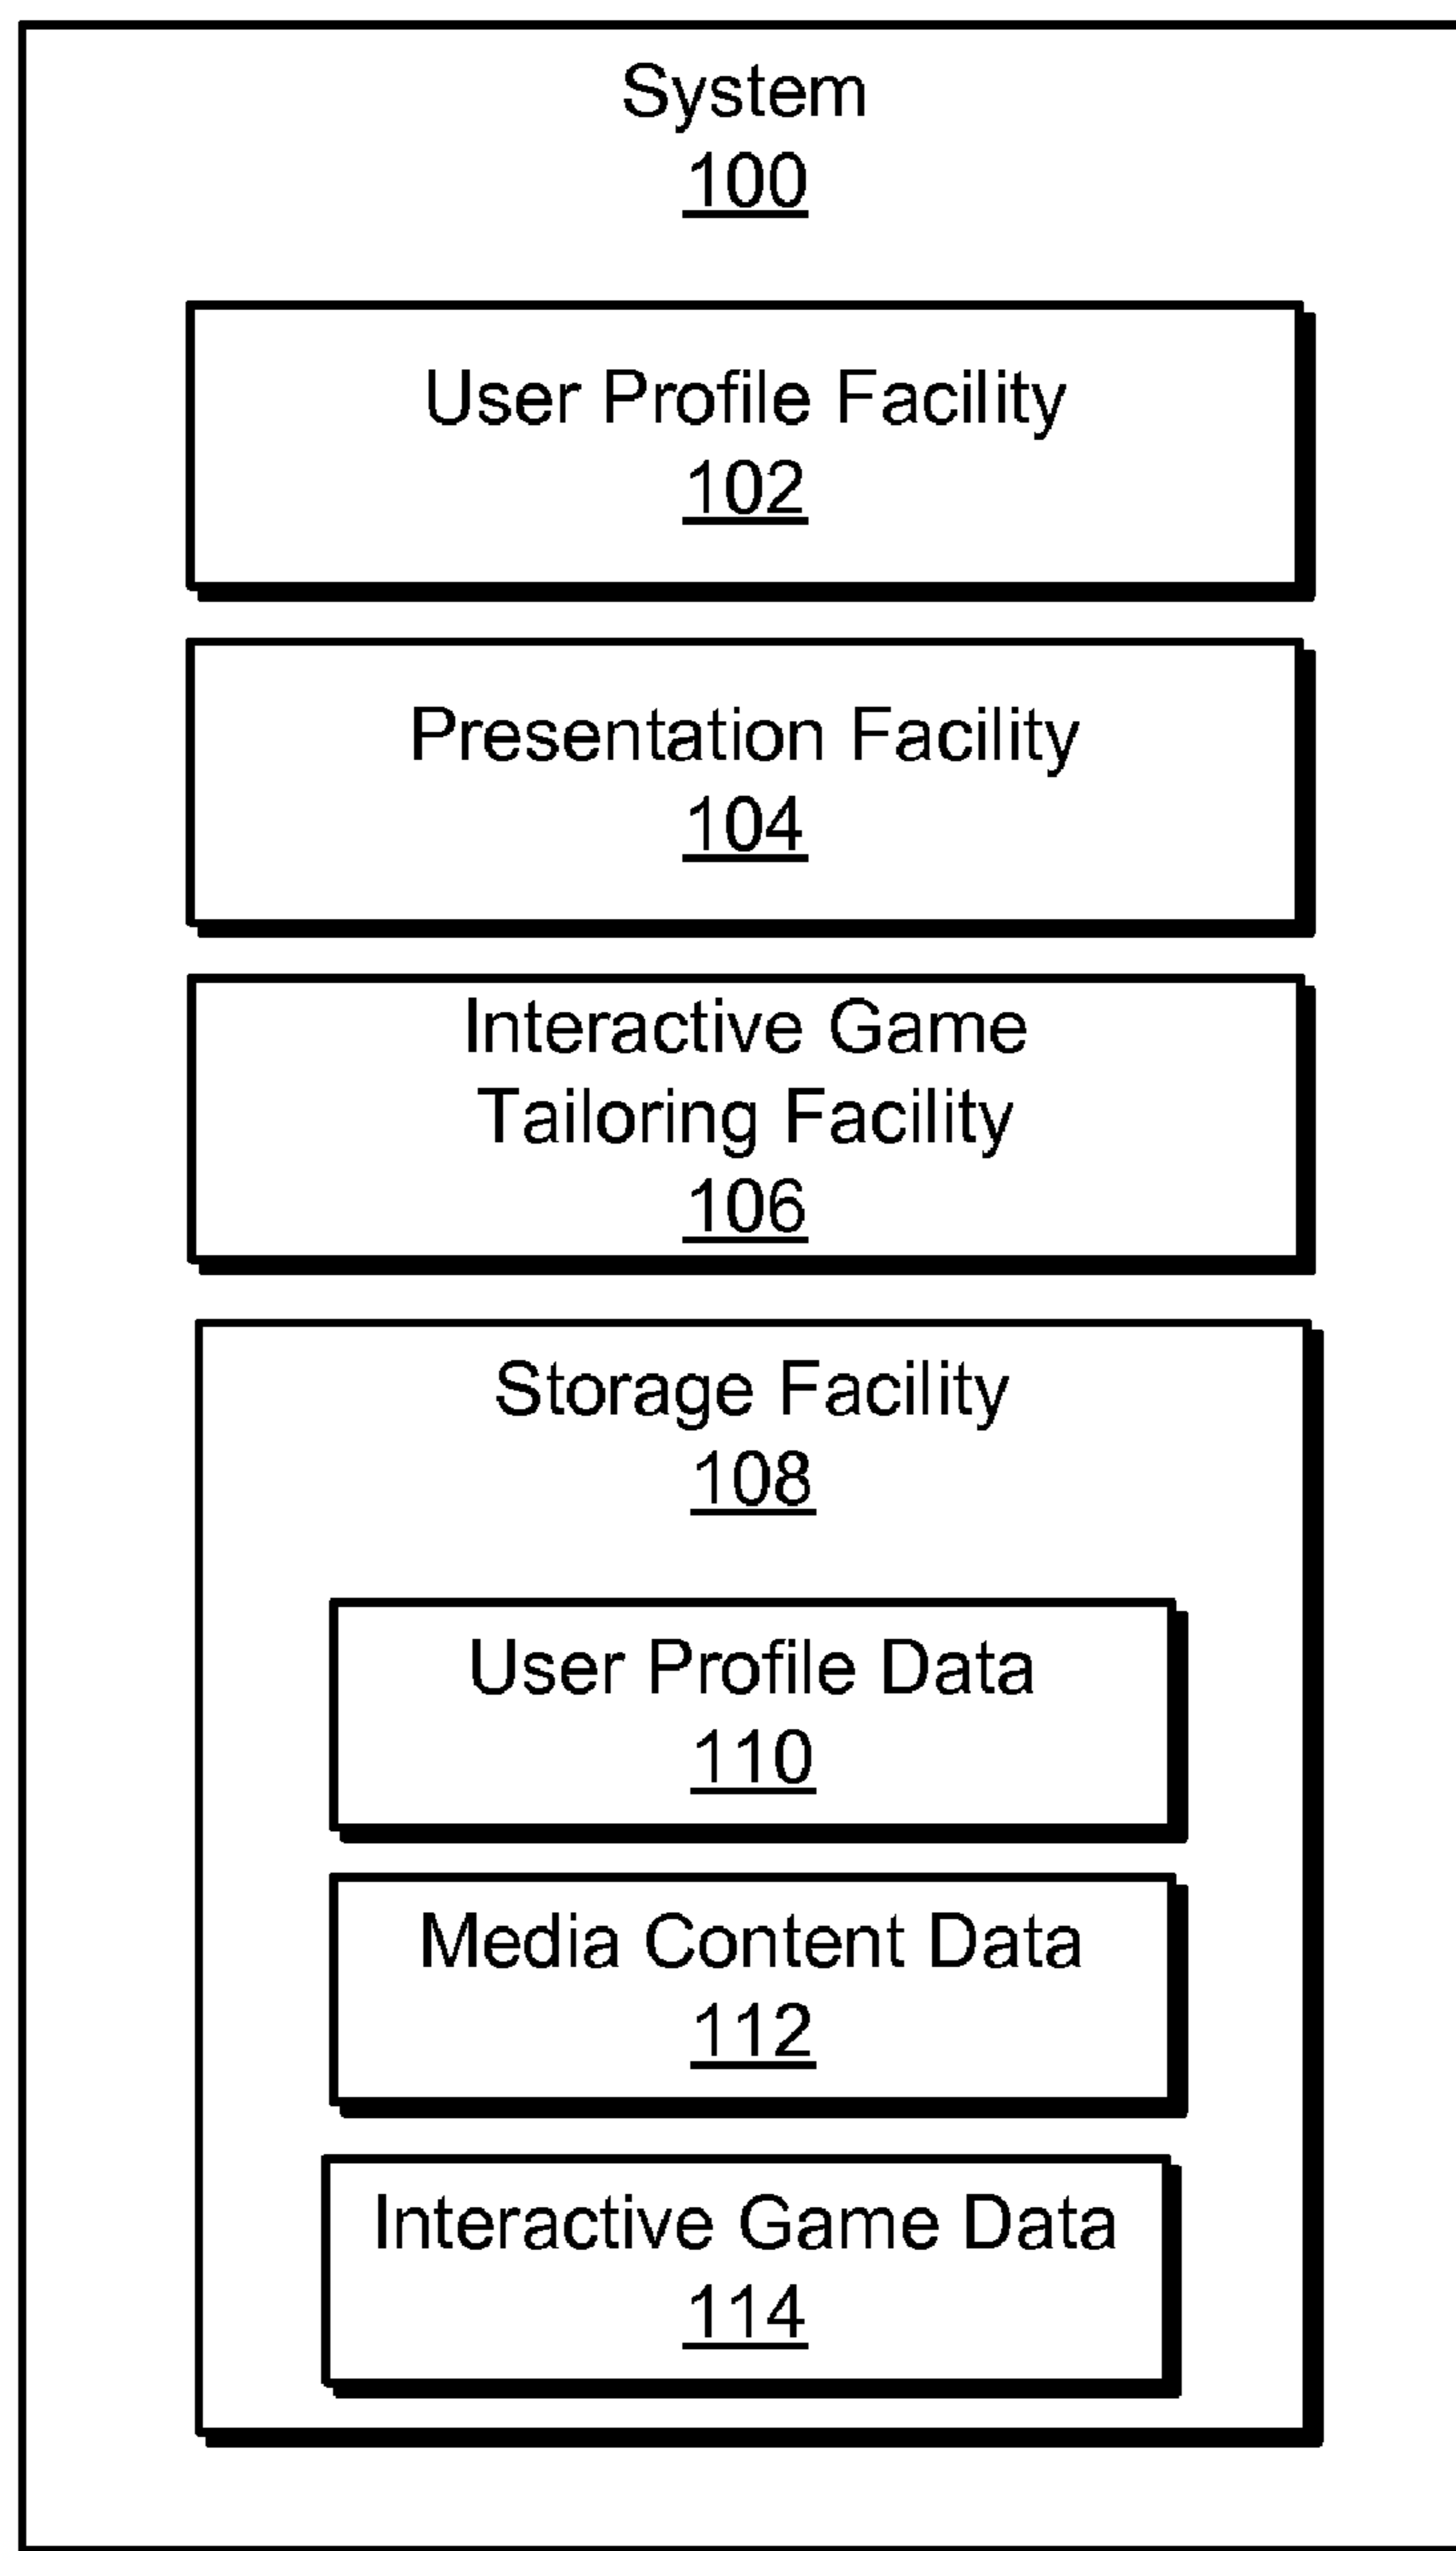 System
100
User Profile Facility
102
Presentation Facility
104
Interactive Game
Tailoring Facility
106
Storage Facility
108
User Profile Data
110
Media Content Data
112
Interactive Game Data
114